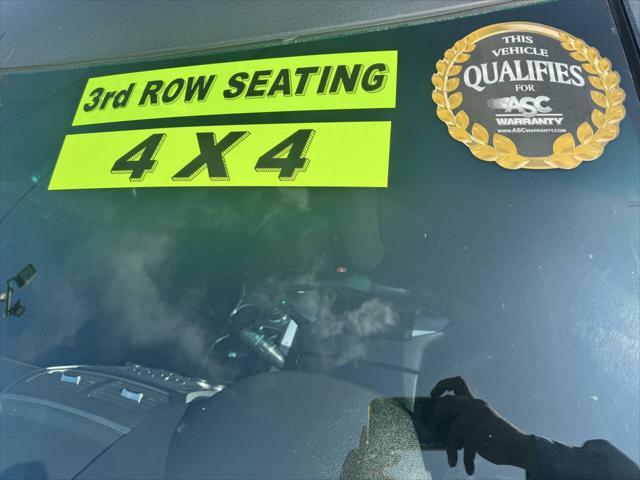 3rd ROW SEATING
4 X 4
THIS
VEHICLE
QUALIFIES
FOR
ASC
WARRANTY
www.ASCWARRANTY.com